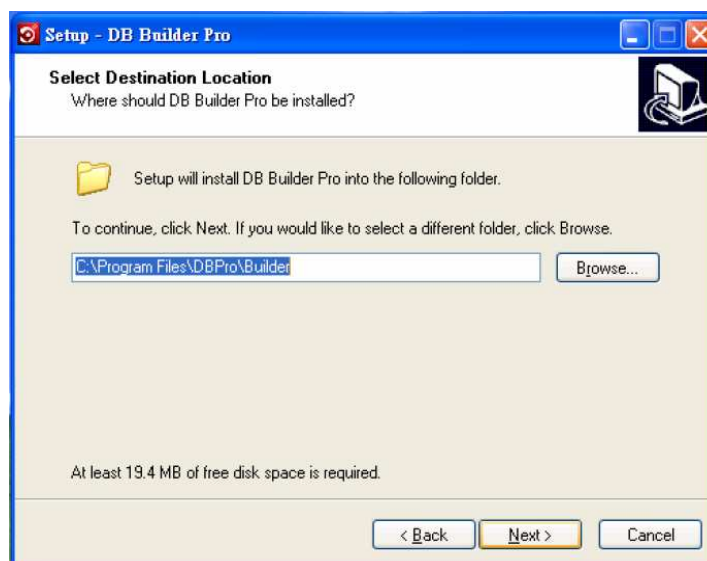 Setup - DB Builder Pro
Select Destination Location
Where should DB Builder Pro be installed?
Setup will install DB Builder Pro into the following folder.
To continue, click Next. If you would like to select a different folder, click Browse.
C:\Program Files\DBPro\Builder
Browse...
At least 19.4 MB of free disk space is required.
< Back
Next >
Cancel